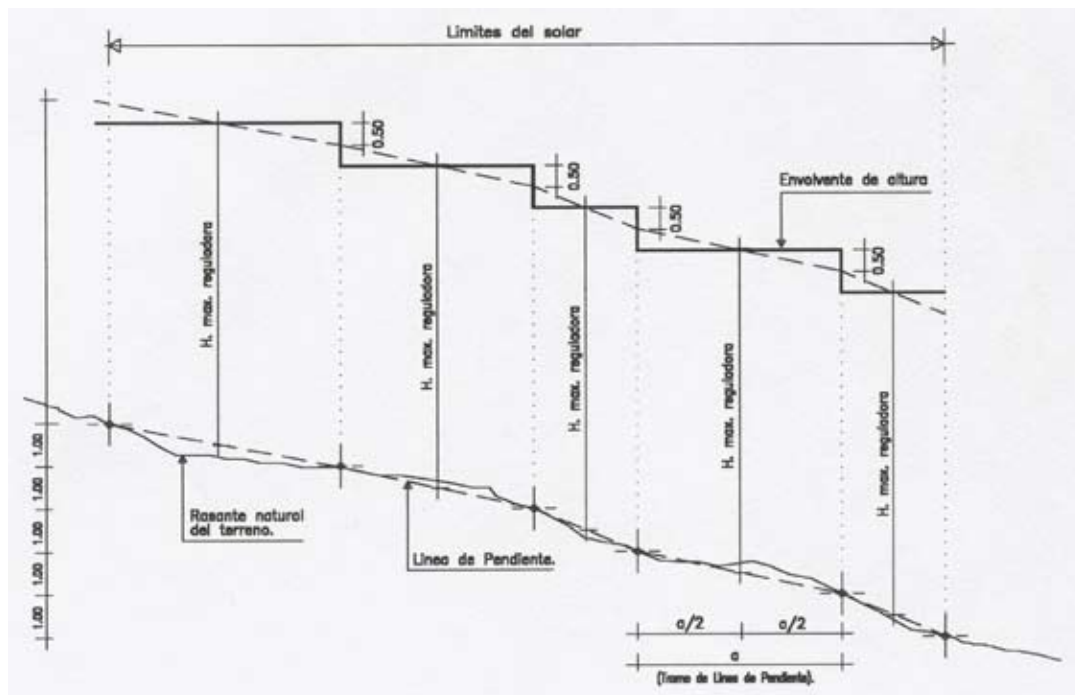 Limites del solar
0.50
0.50
0.50
0.50
Envolvente de altura
H. max. reguladora
H. max. reguladora
H. max. reguladora
H. max. reguladora
H. max. reguladora
1.00
1.00
1.00
1.00
1.00
Rasante natural
del terreno.
Linea de Pendiente.
a/2
a/2
a
(Tramo de Linea de Pendiente).